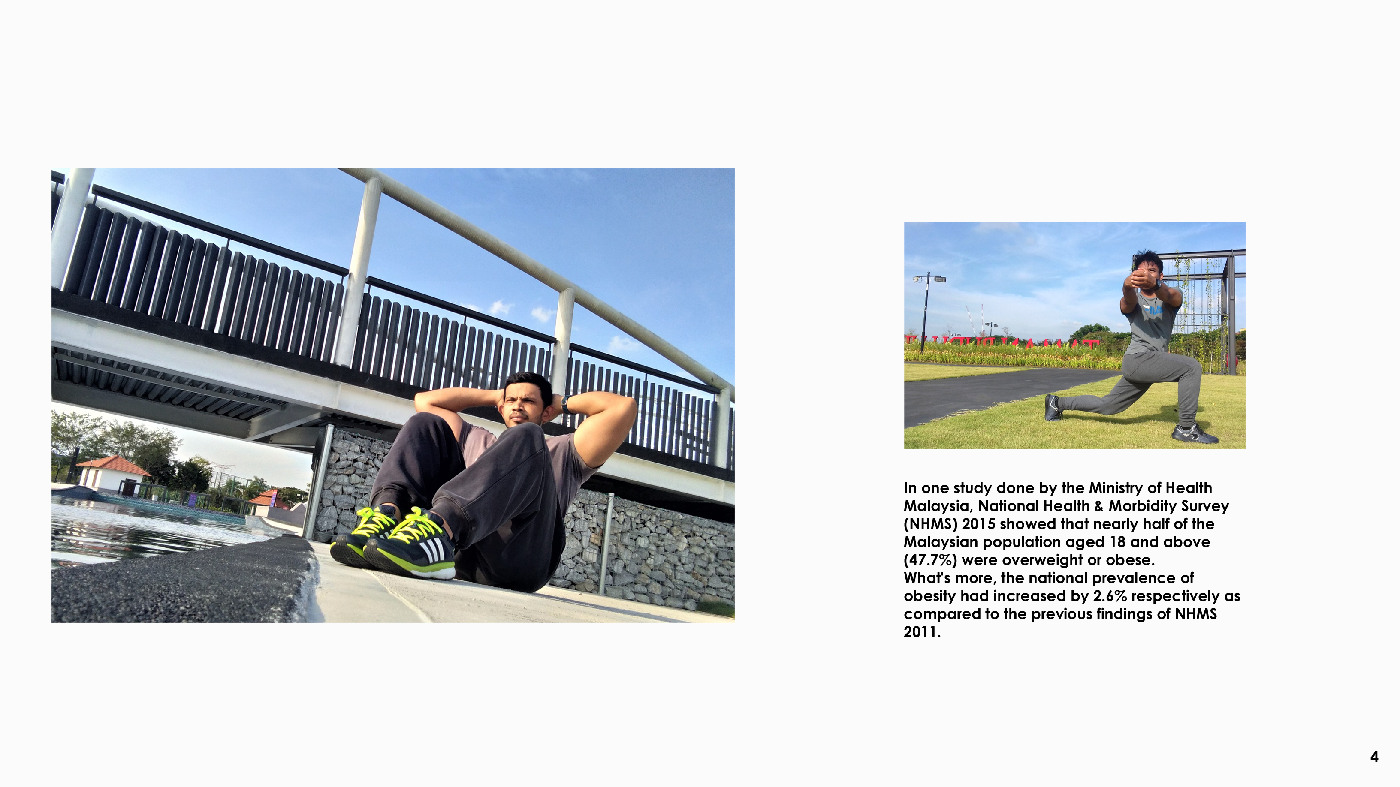 In one study done by the Ministry of Health
Malaysia, National Health & Morbidity Survey
(NHMS) 2015 showed that nearly half of the
Malaysian population aged 18 and above
(47.7%) were overweight or obese.
What's more, the national prevalence of
obesity had increased by 2.6% respectively as
compared to the previous findings of NHMS
2011.
4